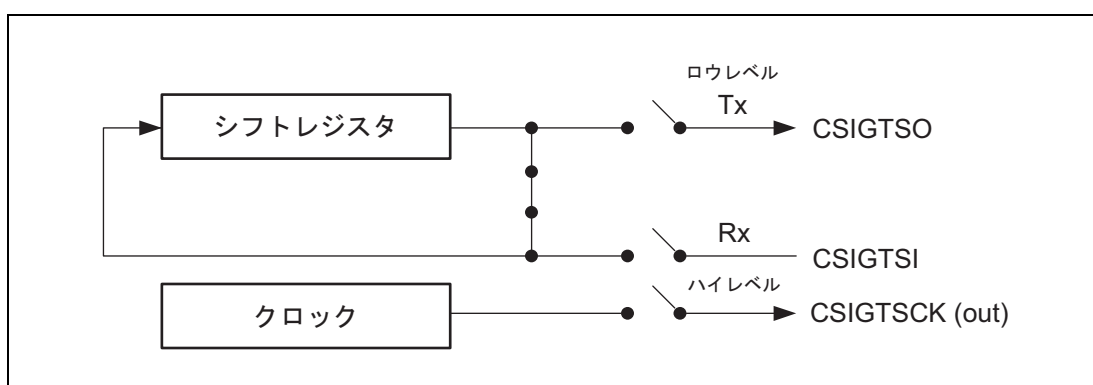 ロウレベル
Tx
シフトレジスタ
CSIGTSO
Rx
CSIGTSI
ハイレベル
クロック
CSIGTSCK (out)